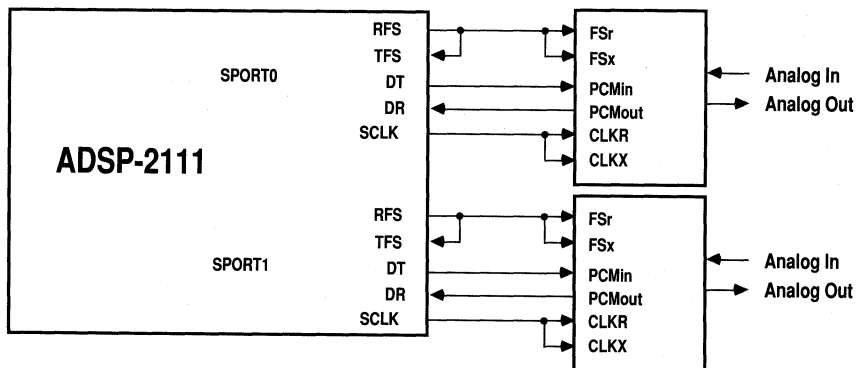 RFS
TFS
SPORT0
DT
DR
SCLK
ADSP-2111
RFS
TFS
SPORT1
DT
DR
SCLK
FSr
FSx
PCMin
PCMout
CLKR
CLKX
Analog In
Analog Out
FSr
FSx
PCMin
PCMout
CLKR
CLKX
Analog In
Analog Out